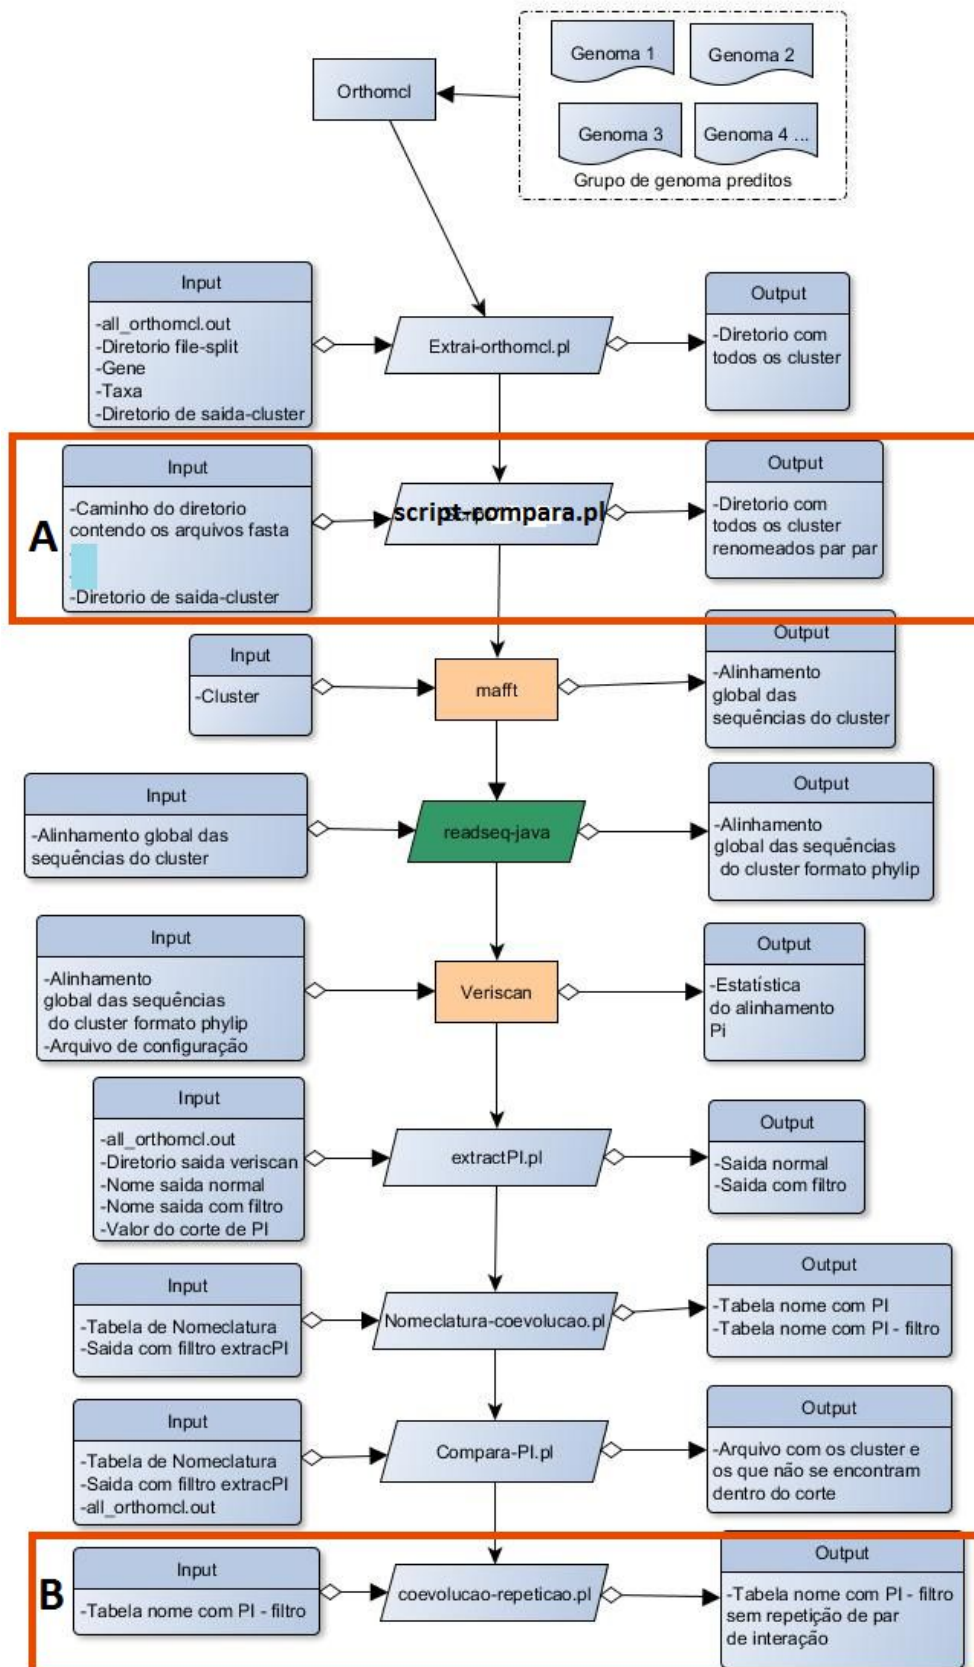 Genoma 1
Genoma 2
Orthomcl
Genoma 3
Genoma 4 ...
Grupo de genoma preditos
Input
-all_orthomcl.out
-Diretorio file-split
-Gene
-Taxa
-Diretorio de saida-cluster
Extrai-orthomcl.pl
Output
-Diretorio com
todos os cluster
A
Input
-Caminho do diretorio
contendo os arquivos fasta
-Diretorio de saida-cluster
script-compara.pl
Output
-Diretorio com
todos os cluster
renomeados par par
Input
-Cluster
mafft
Output
-Alinhamento
global das
sequências do cluster
Input
-Alinhamento global das
sequências do cluster
readseq-java
Output
-Alinhamento
global das sequências
do cluster formato phylip
Input
-Alinhamento
global das sequências
do cluster formato phylip
-Arquivo de configuração
Veriscan
Output
-Estatística
do alinhamento
Pi
Input
-all_orthomcl.out
-Diretorio saida veriscan
-Nome saida normal
-Nome saida com filtro
-Valor do corte de PI
extractPI.pl
Output
-Saida normal
-Saida com filtro
Input
-Tabela de Nomeclatura
-Saida com filltro extracPI
Nomeclatura-coevolucao.pl
Output
-Tabela nome com PI
-Tabela nome com PI - filtro
Input
-Tabela de Nomeclatura
-Saida com filltro extracPI
-all_orthomcl.out
Compara-PI.pl
Output
-Arquivo com os cluster e
os que não se encontram
dentro do corte
B
Input
-Tabela nome com PI - filtro
coevolucao-repeticao.pl
Output
-Tabela nome com PI - filtro
sem repetição de par
de interação